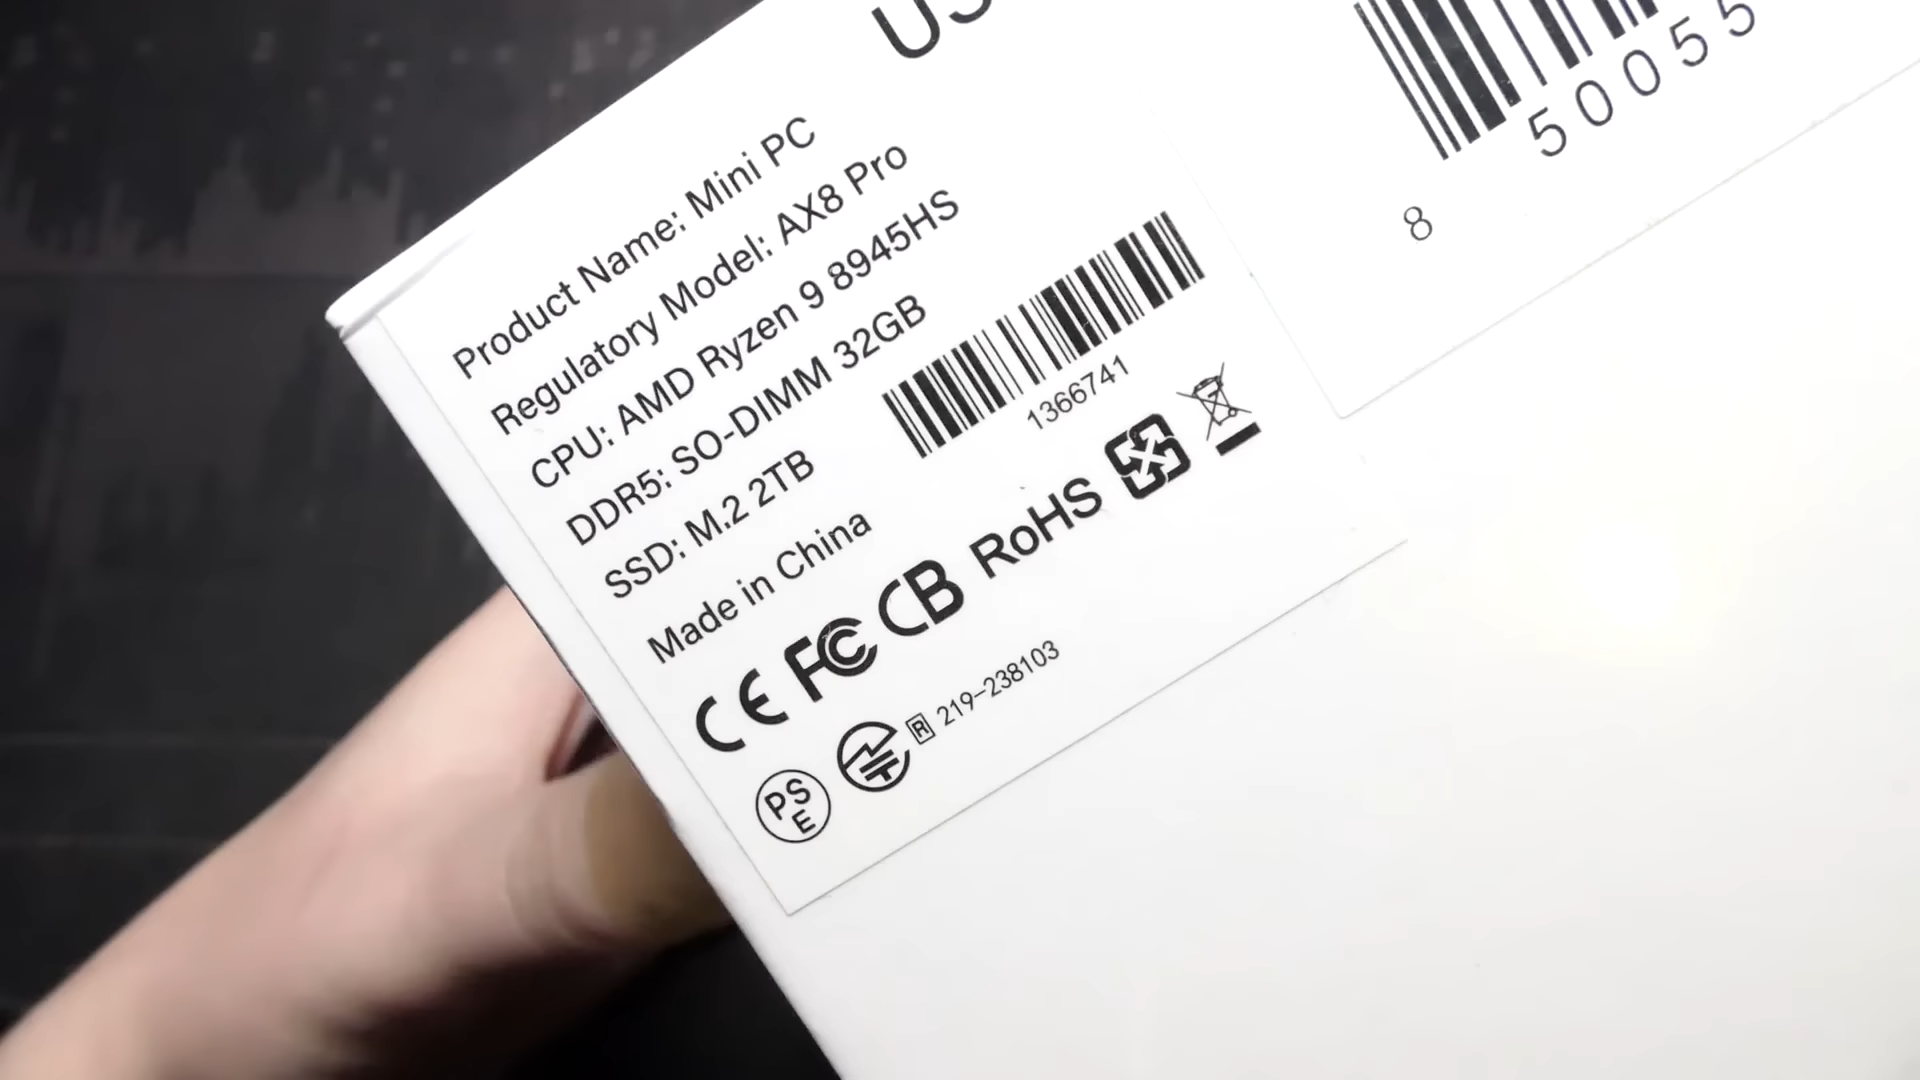 US
50055
8
Product Name: Mini PC
Regulatory Model: AX8 Pro
CPU: AMD Ryzen 9 8945HS
DDR5: SO-DIMM 32GB
SSD: M.2 2TB
1366741
Made in China
CE FC CB RoHS
PSE R 219-238103